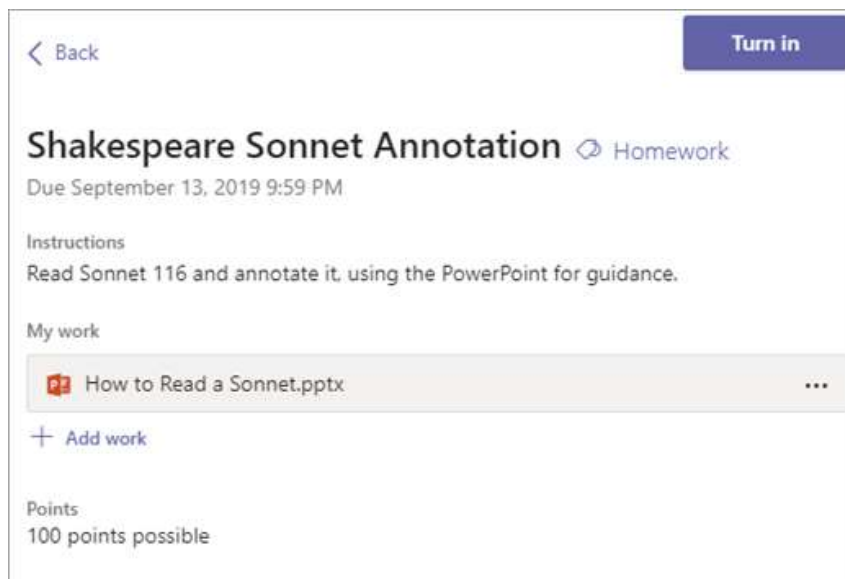 Back
Turn in
Shakespeare Sonnet Annotation Homework
Due September 13, 2019 9:59 PM
Instructions
Read Sonnet 116 and annotate it, using the PowerPoint for guidance.
My work
How to Read a Sonnet.pptx
Add work
Points
100 points possible